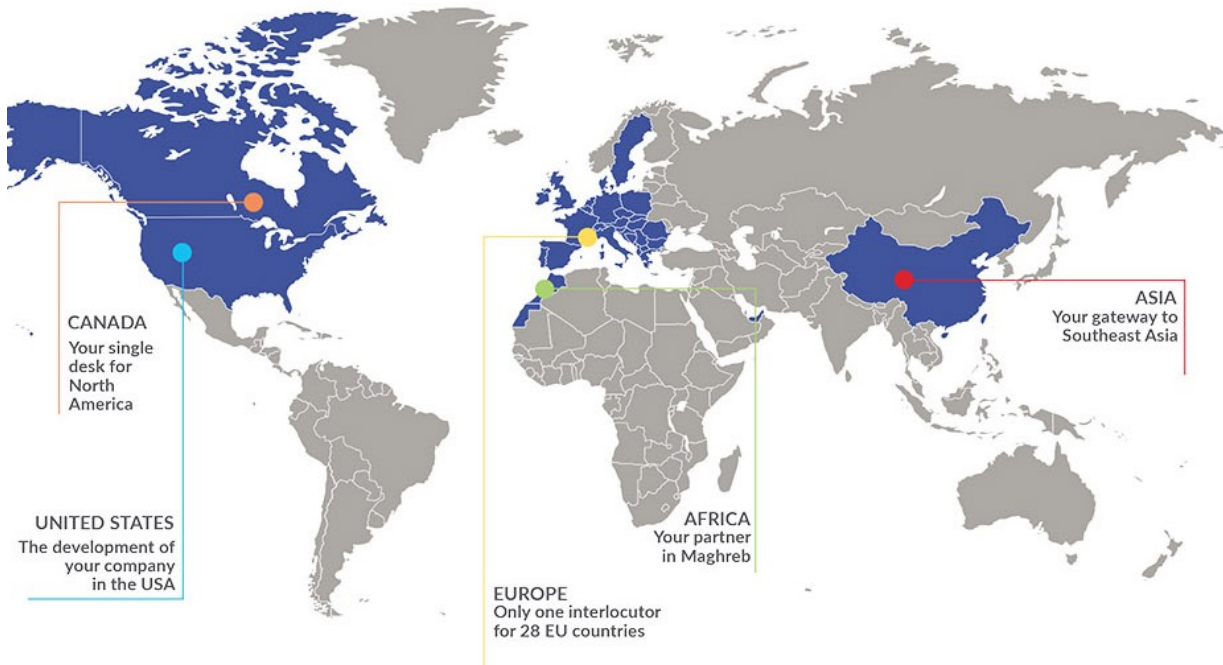 CANADA
Your single
desk for
North
America
UNITED STATES
The development of
your company
in the USA
EUROPE
Only one interlocutor
for 28 EU countries
AFRICA
Your partner
in Maghreb
ASIA
Your gateway to
Southeast Asia